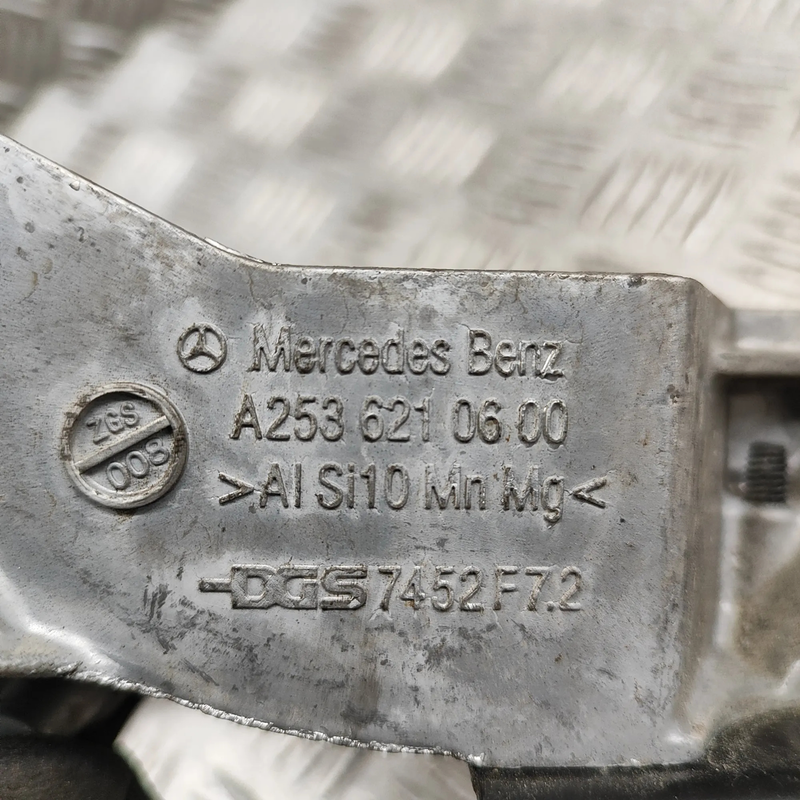 Mercedes Benz
A253 621 06.00
>Al Si10 Mn Mg<
DGS 7452 F7.2
ZGS
008